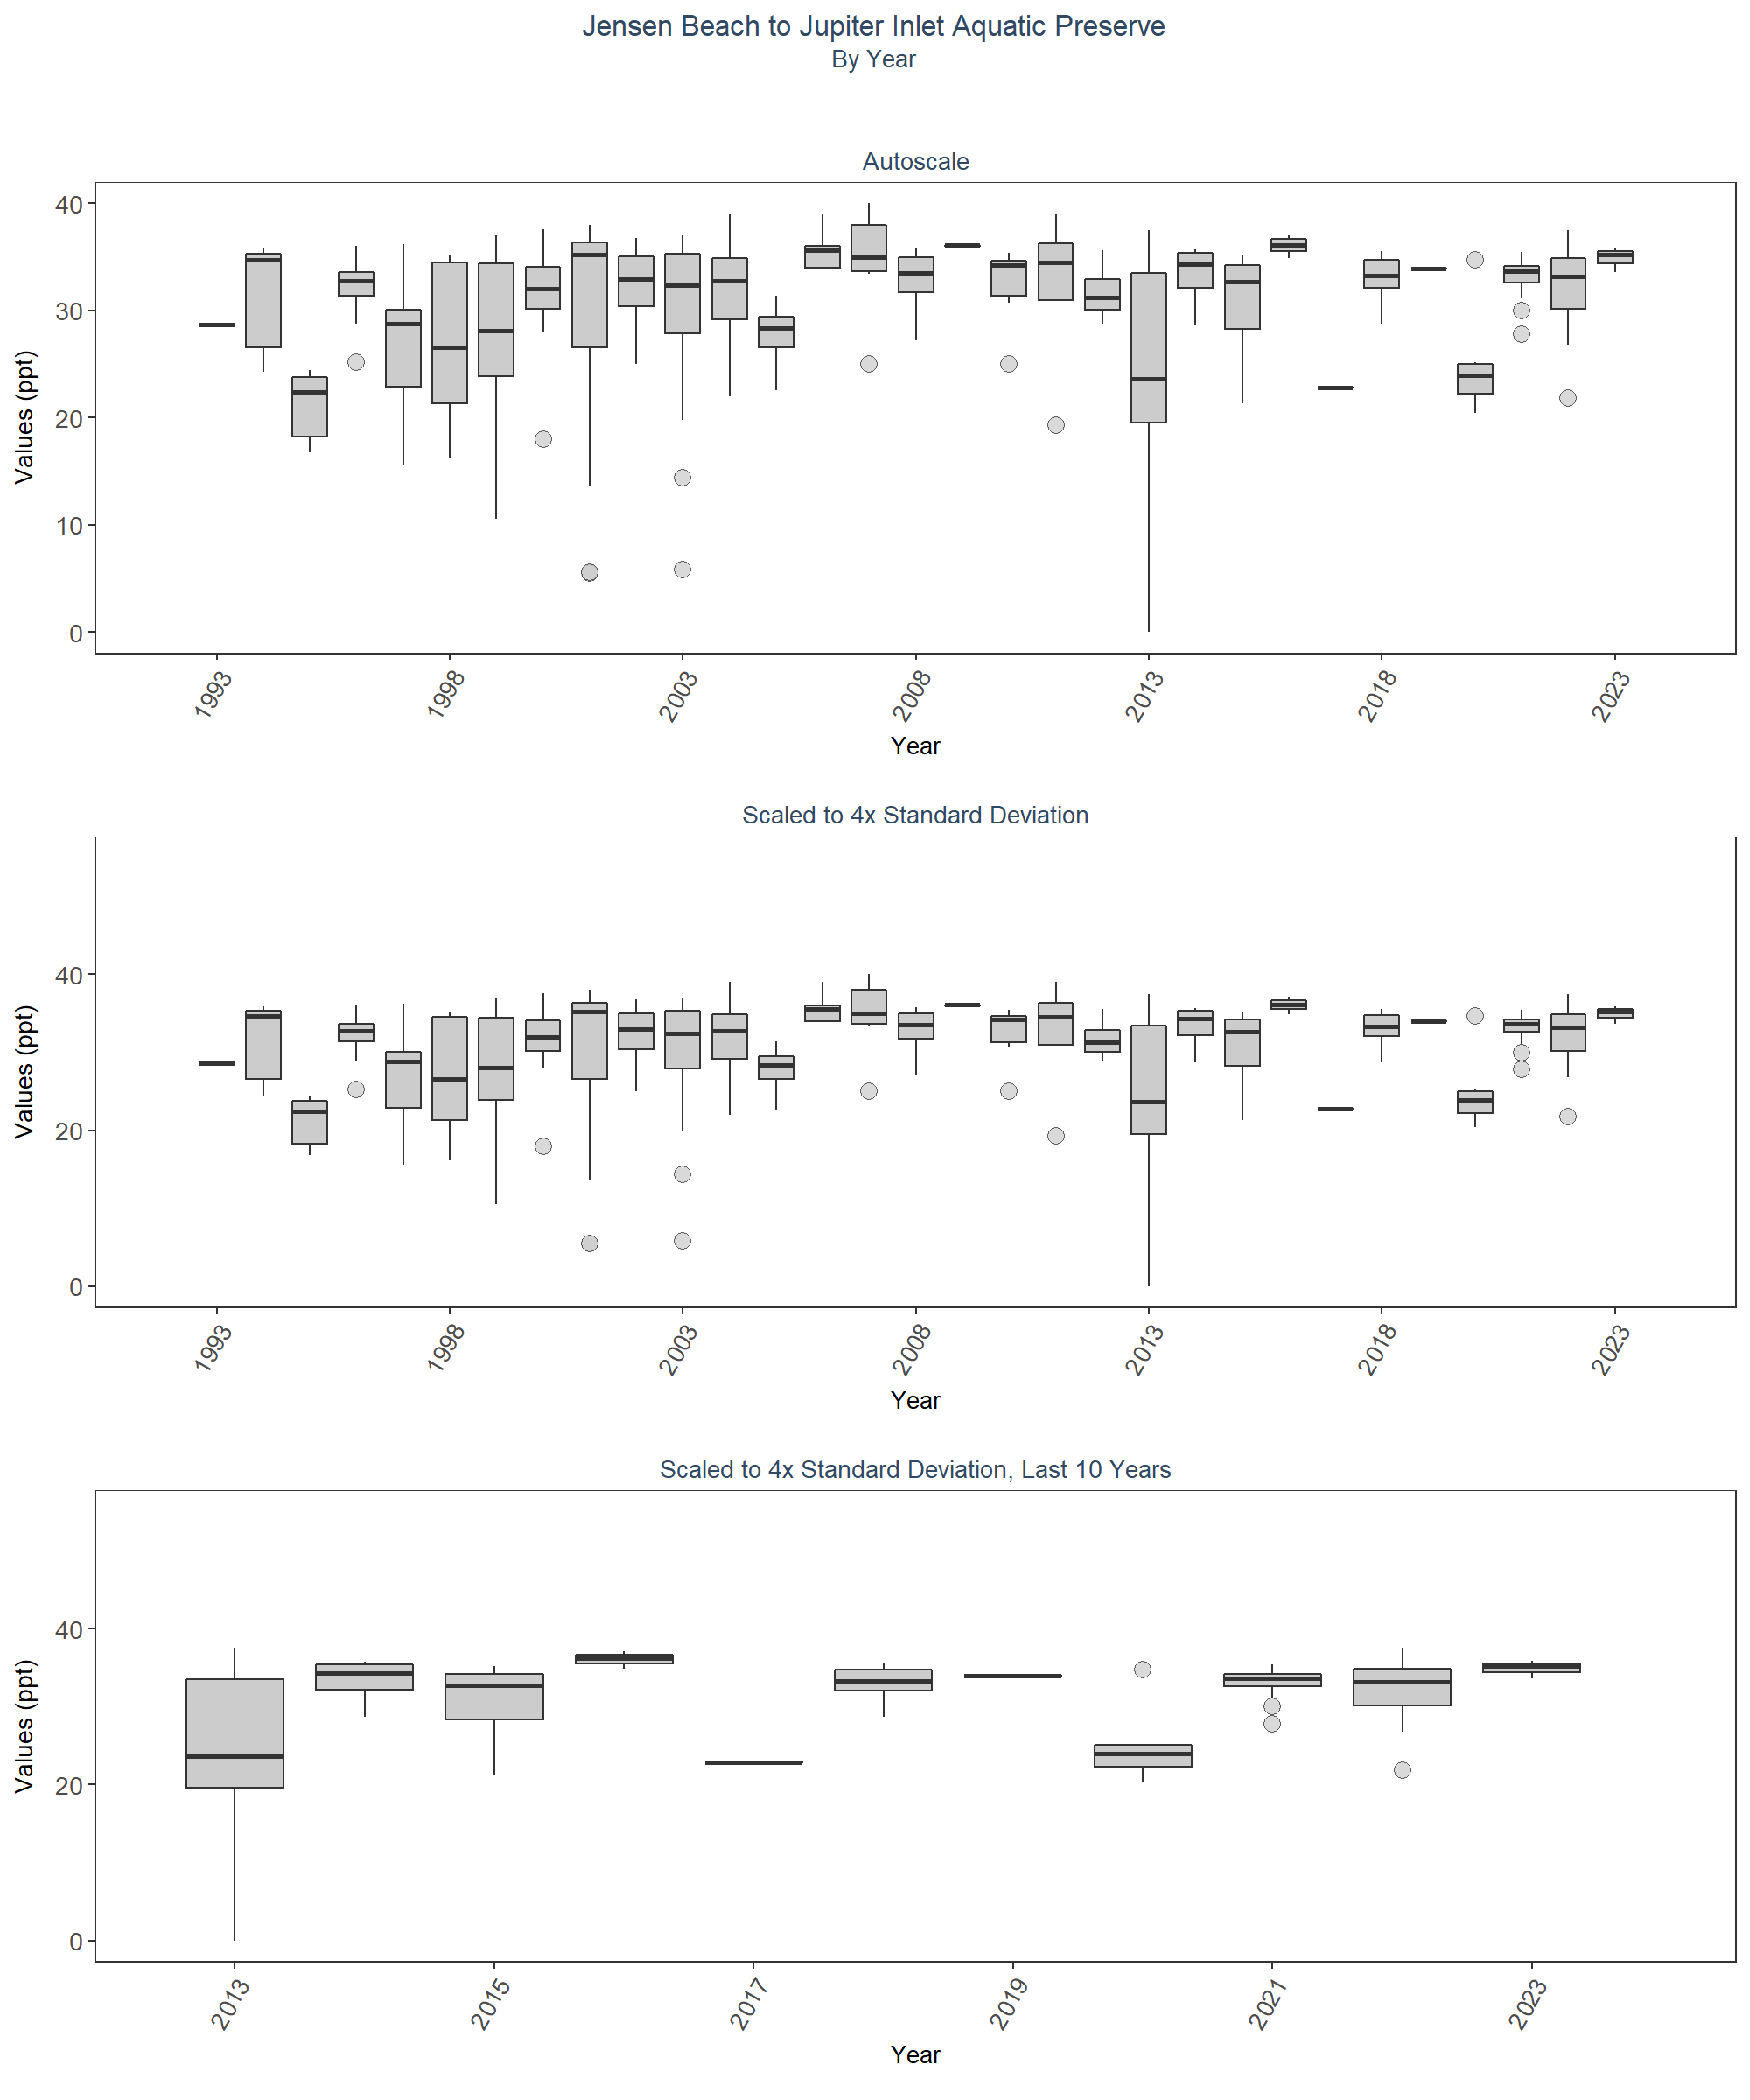 Jensen Beach to Jupiter Inlet Aquatic Preserve
By Year
Autoscale
Values (ppt)
40
30
20
10
0
1993 1998 2003 2008 2013 2018 2023
Year
Scaled to 4x Standard Deviation
Values (ppt)
40
20
0
1993 1998 2003 2008 2013 2018 2023
Year
Scaled to 4x Standard Deviation, Last 10 Years
Values (ppt)
40
20
0
2013 2015 2017 2019 2021 2023
Year